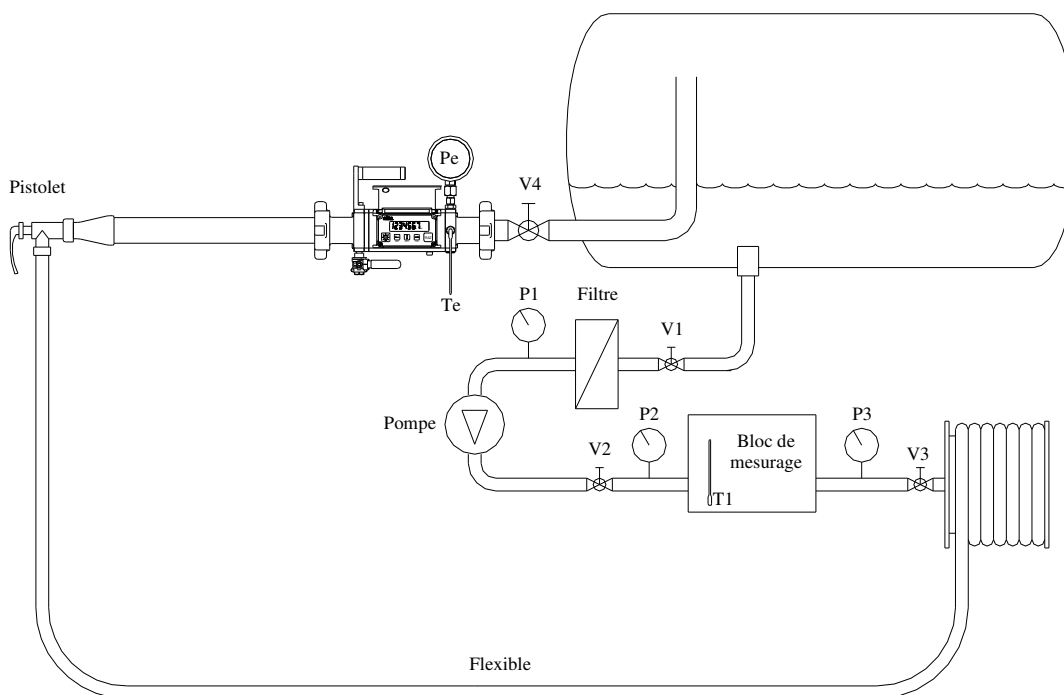 Pe
V4
Pistolet
Te
P1
Filtre
V1
Pompe
P2
Bloc de
mesurage
P3
V2
V3
T1
Flexible